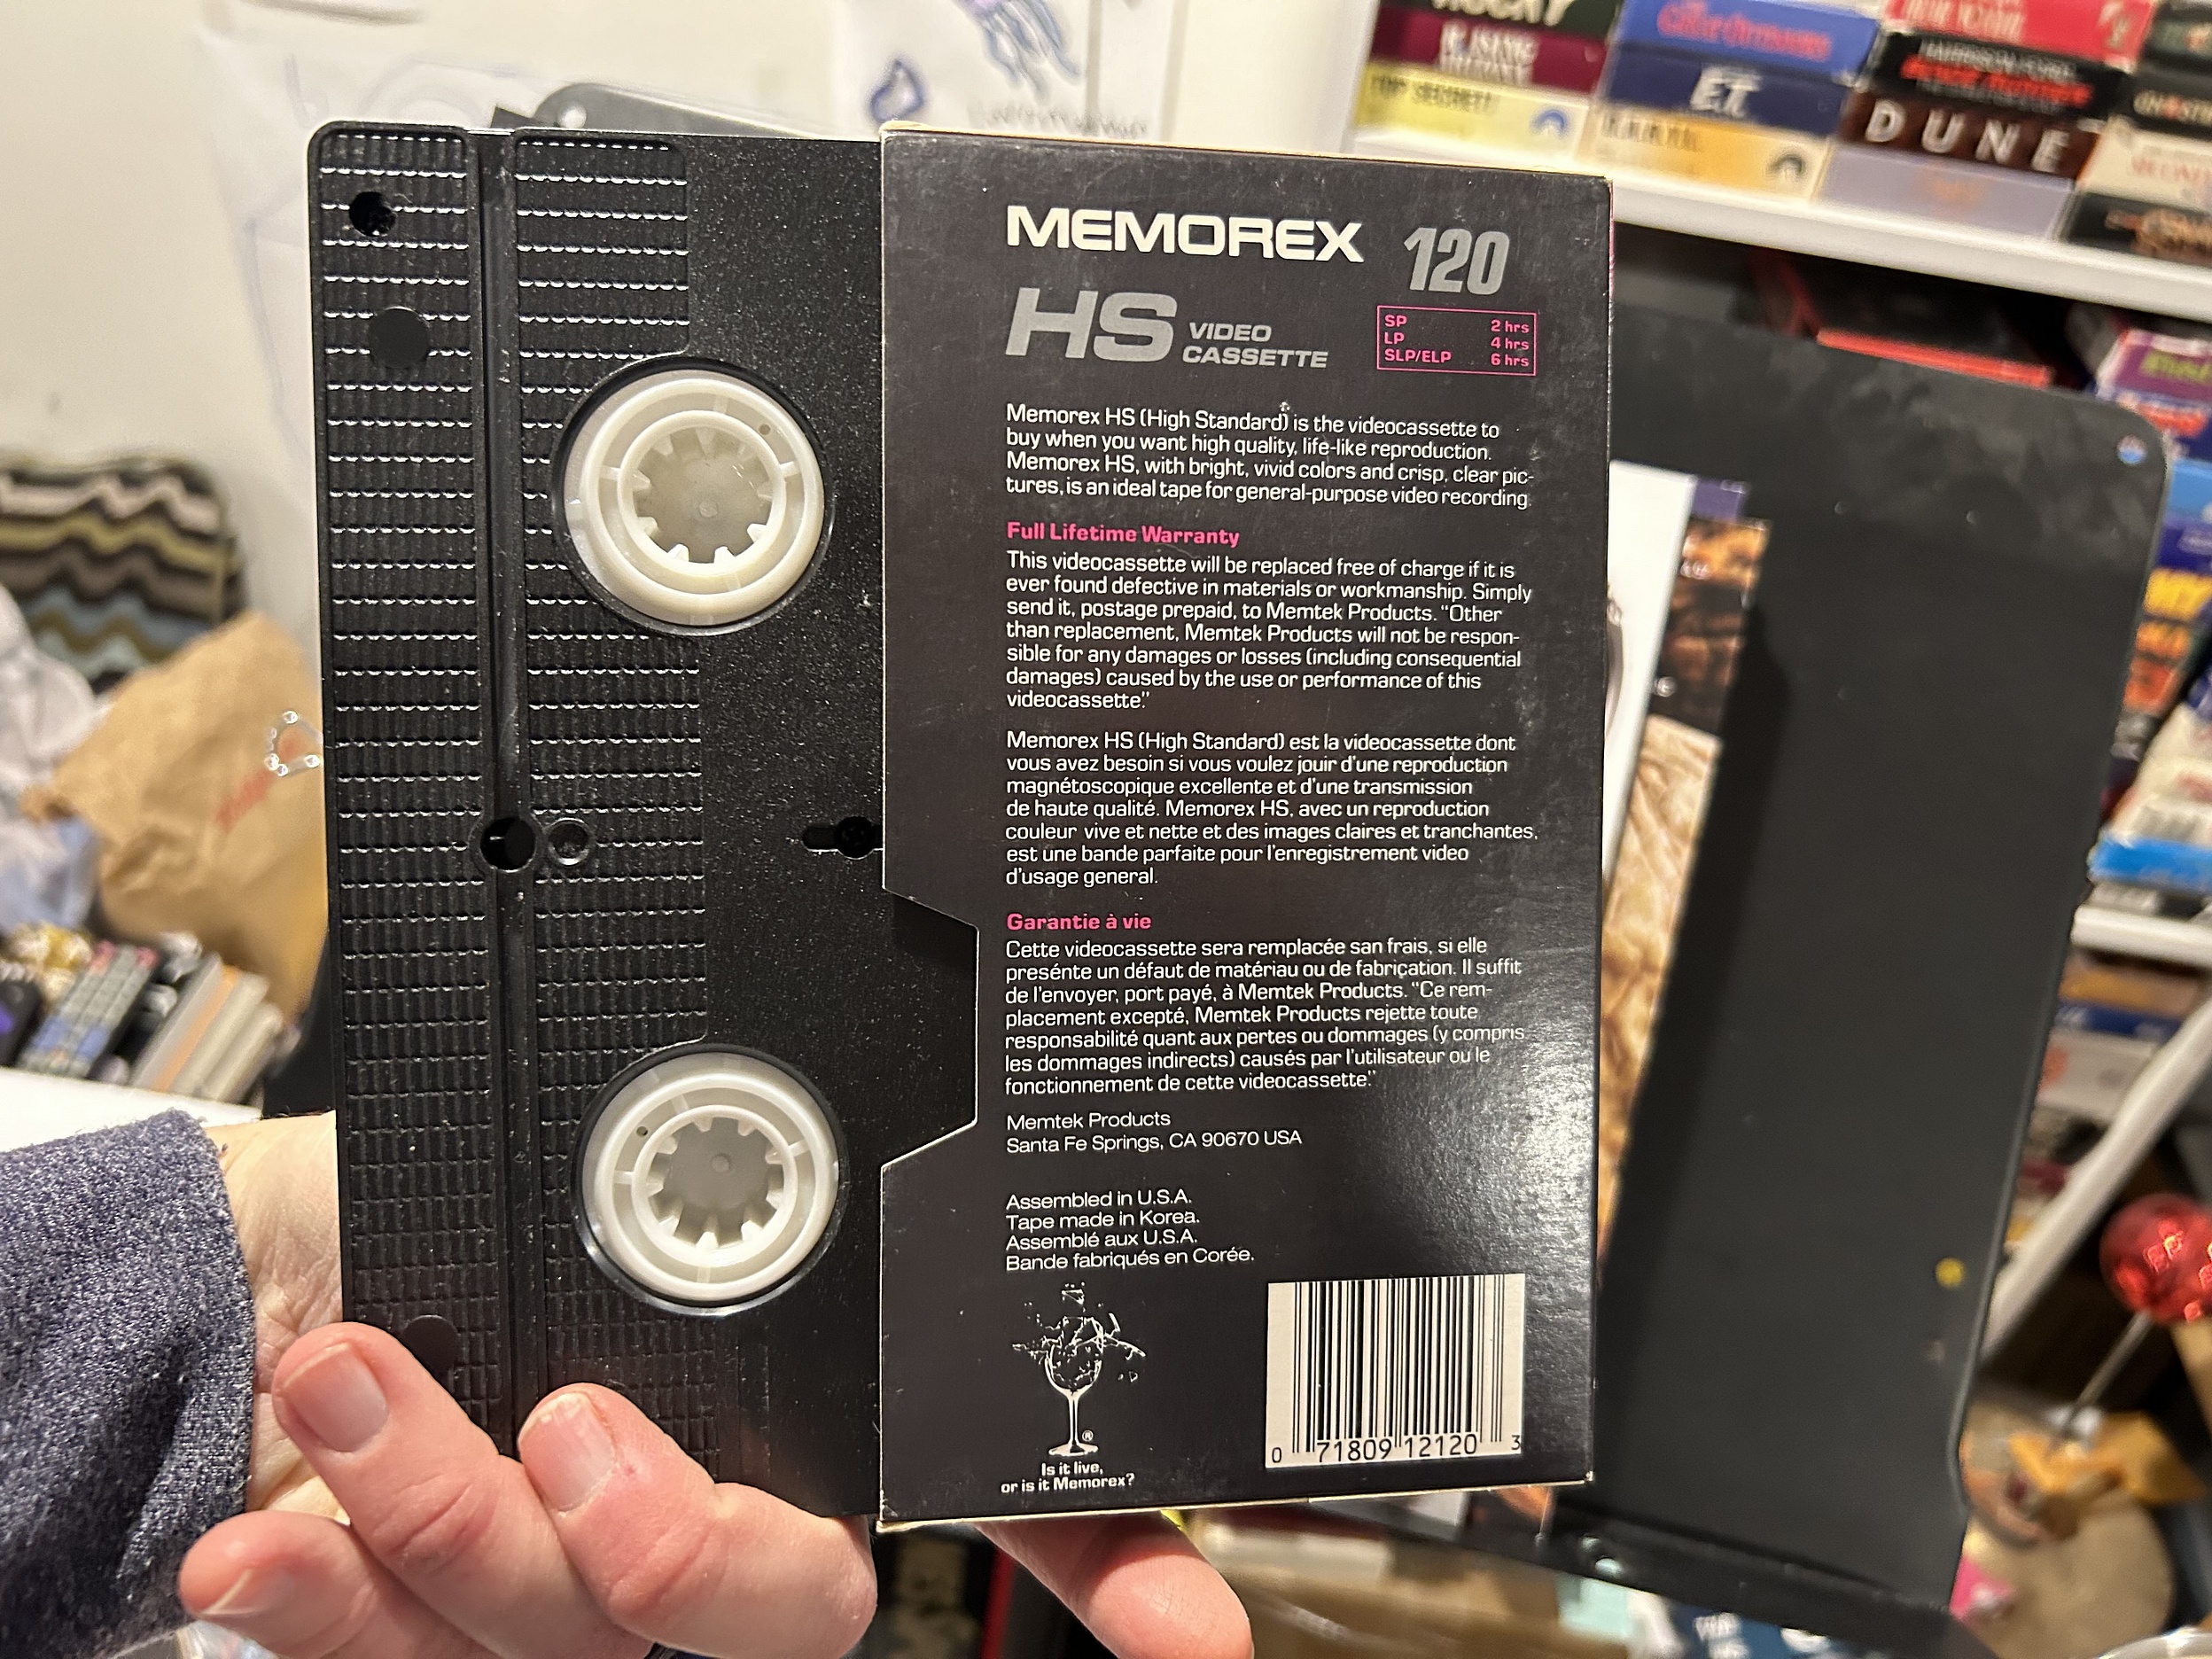 MEMOREX 120
HS VIDEO
CASSETTE
SP 2 hrs
LP 4 hrs
SLP/ELP 6 hrs
Memorex HS (High Standard) is the videocassette to
buy when you want high quality, life-like reproduction.
Memorex HS, with bright, vivid colors and crisp, clear pic-
tures, is an ideal tape for general-purpose video recording.
Full Lifetime Warranty
This videocassette will be replaced free of charge if it is
ever found defective in materials or workmanship. Simply
send it, postage prepaid, to Memtek Products. "Other
than replacement, Memtek Products will not be respon-
sible for any damages or losses (including consequential
damages) caused by the use or performance of this
videocassette."
Memorex HS (High Standard) est la videocassette dont
vous avez besoin si vous voulez jouir d'une reproduction
magnétoscopique excellente et d'une transmission
de haute qualité. Memorex HS, avec un reproduction
couleur vive et nette et des images claires et tranchantes,
est une bande parfaite pour l'enregistrement video
d'usage general.
Garantie à vie
Cette videocassette sera remplacée san frais, si elle
presénte un défaut de matériau ou de fabrication. Il suffit
de l'envoyer, port payé, à Memtek Products. "Ce rem-
placement excepté, Memtek Products rejette toute
responsabilité quant aux pertes ou dommages (y compris
les dommages indirects) causés par l'utilisateur ou le
fonctionnement de cette videocassette."
Memtek Products
Santa Fe Springs, CA 90670 USA
Assembled in U.S.A.
Tape made in Korea.
Assemblé aux U.S.A.
Bande fabriqués en Corée.
®
Is it live,
or is it Memorex?
0 71809 12120 3
TOP SECRET!
E.T.
HARRISON FORD
DUNE